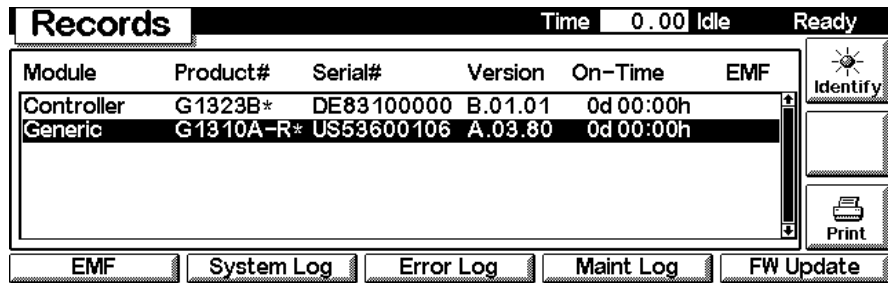 Records Time 0.00 Idle Ready
Module Product# Serial# Version On-Time EMF
Identify
Controller G1323B* DE83100000 B.01.01 0d 00:00h
Generic G1310A-R* US53600106 A.03.80 0d 00:00h
Print
EMF System Log Error Log Maint Log FW Update